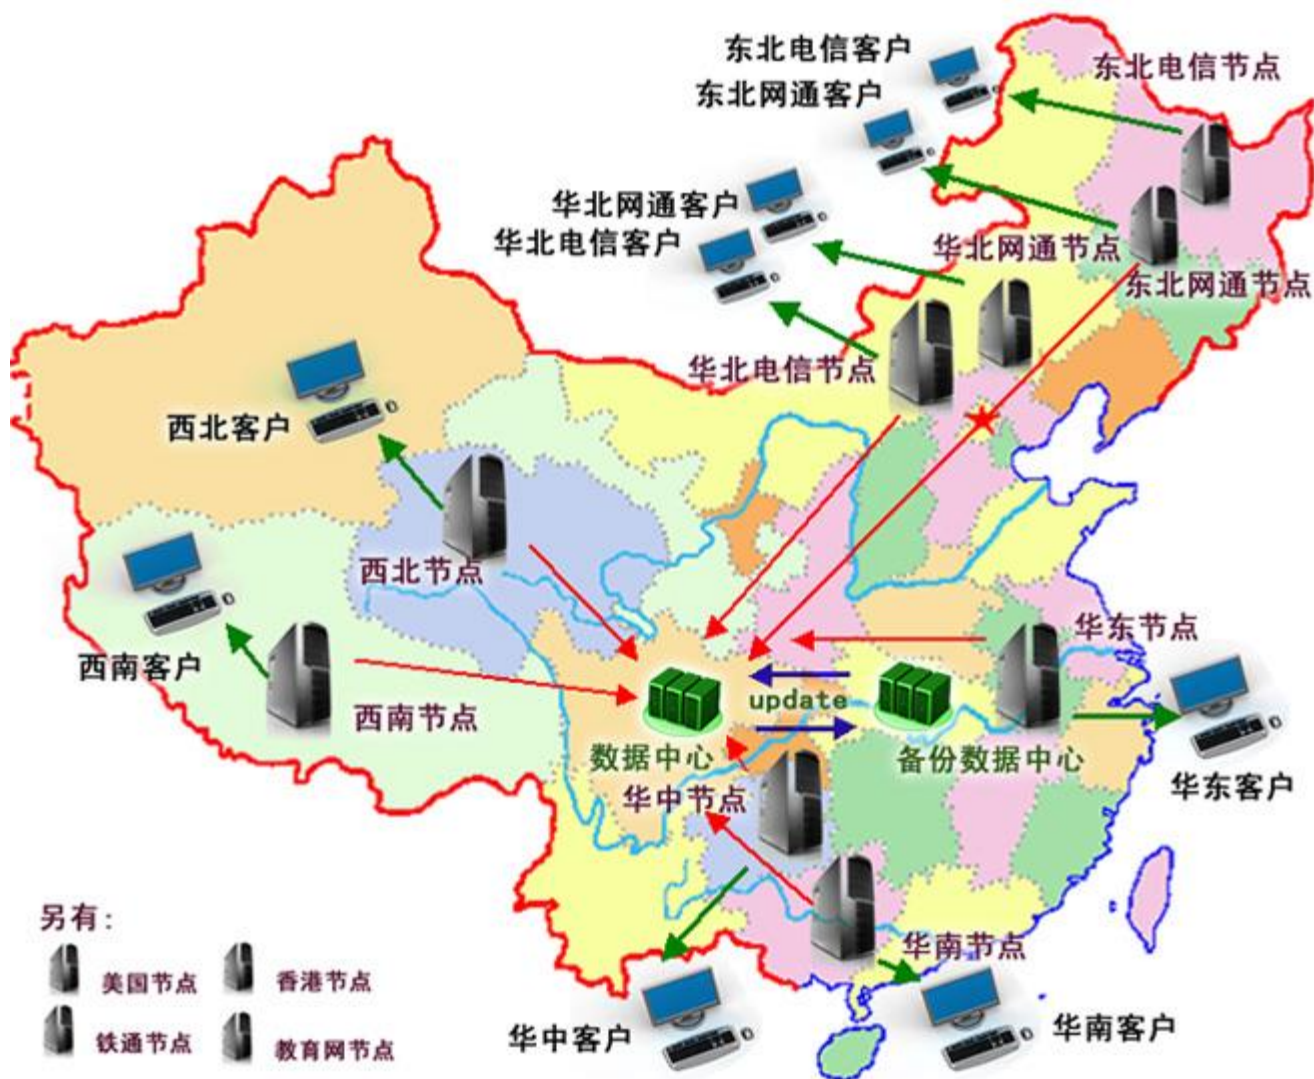 东北电信客户
东北电信节点
东北网通客户
华北网通客户
华北电信客户
华北网通节点
东北网通节点
华北电信节点
西北客户
西北节点
西南客户
西南节点
华东节点
update
数据中心
备份数据中心
华东客户
华中节点
另有:
华南节点
美国节点
香港节点
华中客户
华南客户
铁通节点
教育网节点